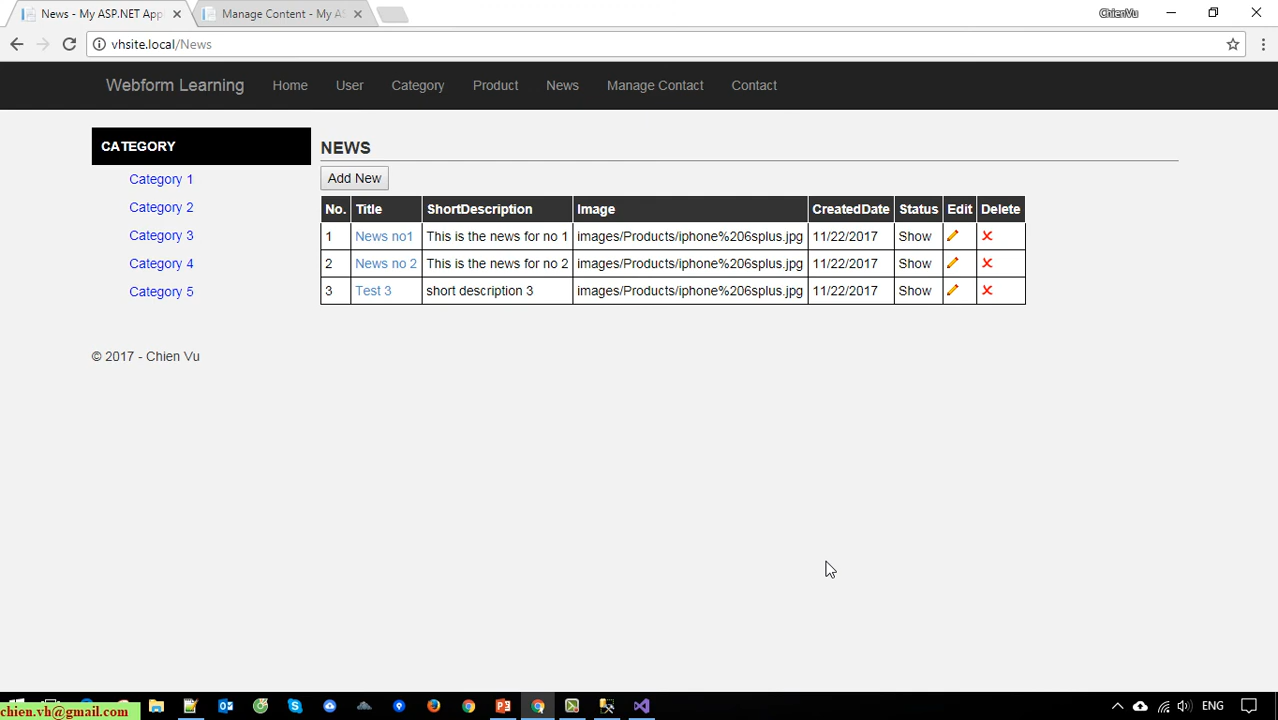 News - My ASP.NET Appl
Manage Content - My AS
ChienVu
vhsite.local/News
Webform Learning Home User Category Product News Manage Contact Contact
CATEGORY
Category 1
Category 2
Category 3
Category 4
Category 5
NEWS
Add New
No. Title ShortDescription Image CreatedDate Status Edit Delete
1 News no1 This is the news for no 1 images/Products/iphone%206splus.jpg 11/22/2017 Show
2 News no 2 This is the news for no 2 images/Products/iphone%206splus.jpg 11/22/2017 Show
3 Test 3 short description 3 images/Products/iphone%206splus.jpg 11/22/2017 Show
© 2017 - Chien Vu
chien.vh@gmail.com
ENG